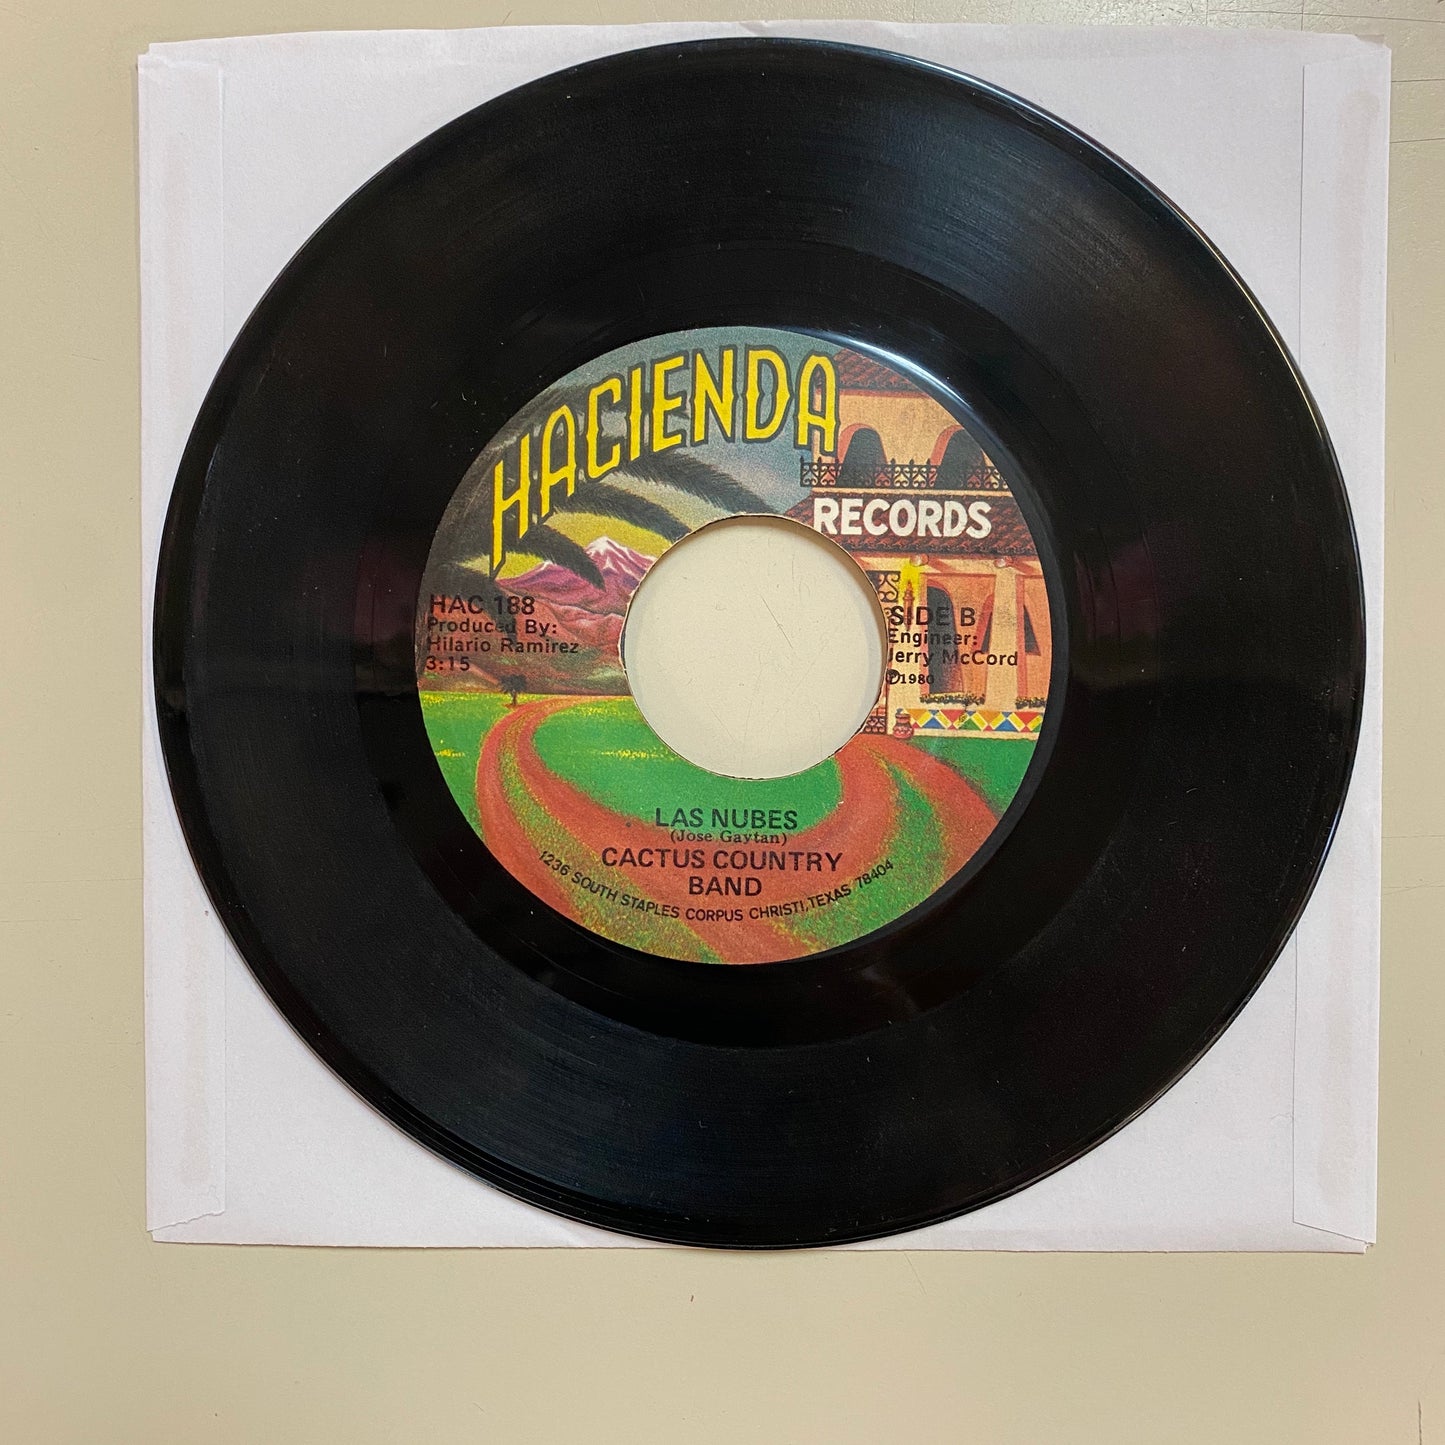 HACIENDA
RECORDS
HAC 188
Produced By:
Hilario Ramirez
3:15
SIDE B
Engineer:
Jerry McCord
℗1980
LAS NUBES
(Jose Gaytan)
CACTUS COUNTRY
BAND
1236 SOUTH STAPLES CORPUS CHRISTI, TEXAS 78404